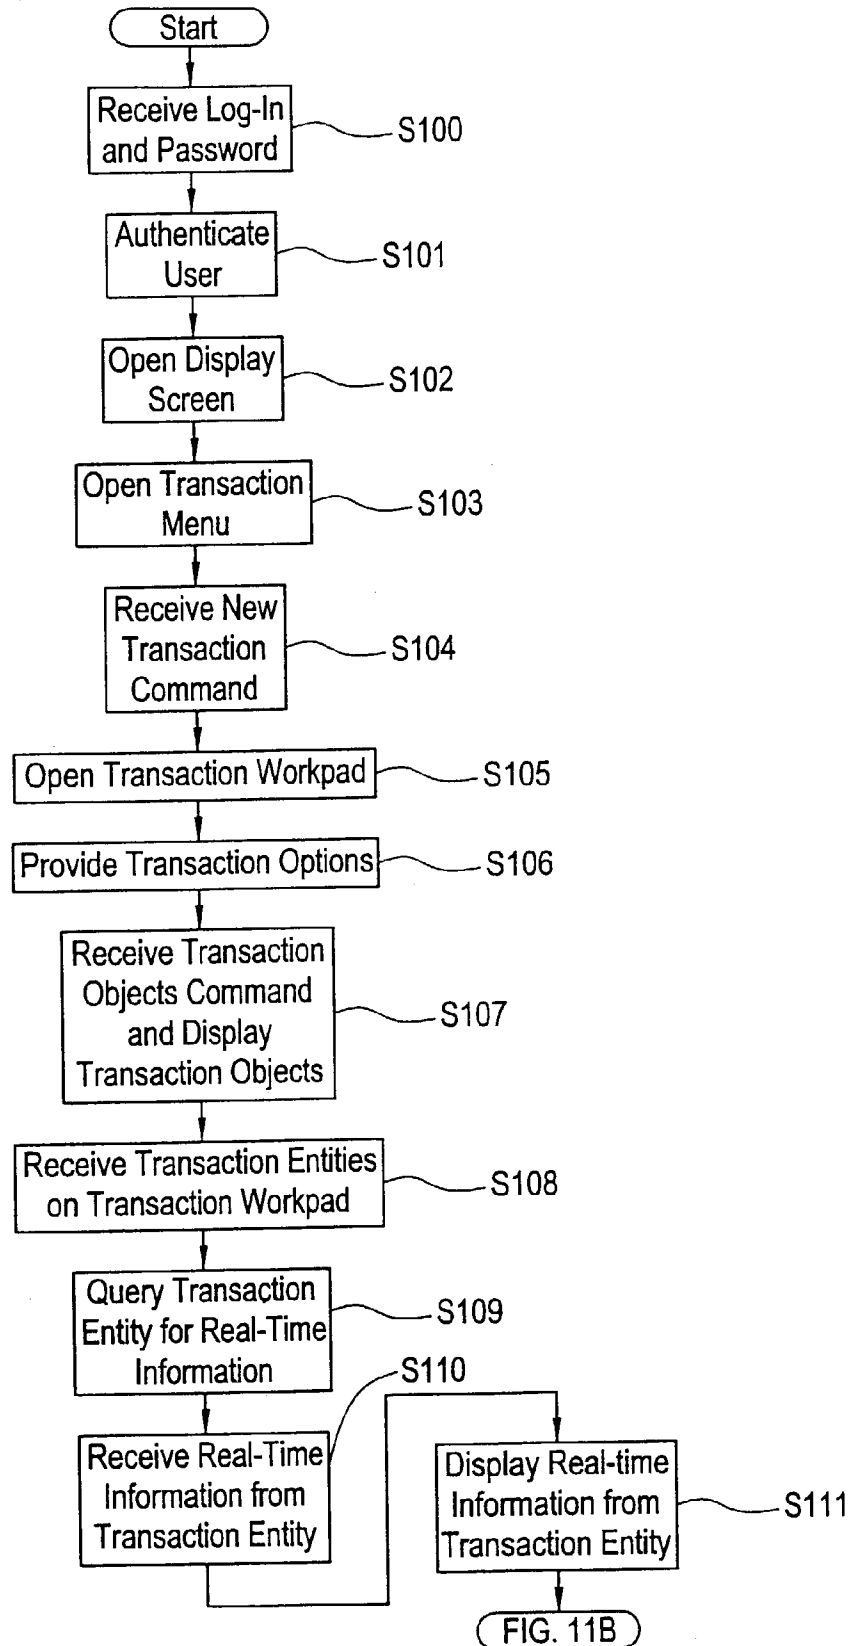 Start
Receive Log-In
and Password
S100
Authenticate
User
S101
Open Display
Screen
S102
Open Transaction
Menu
S103
Receive New
Transaction
Command
S104
Open Transaction Workpad
S105
Provide Transaction Options
S106
Receive Transaction
Objects Command
and Display
Transaction Objects
S107
Receive Transaction Entities
on Transaction Workpad
S108
Query Transaction
Entity for Real-Time
Information
S109
Receive Real-Time
Information from
Transaction Entity
S110
Display Real-time
Information from
Transaction Entity
S111
FIG. 11B